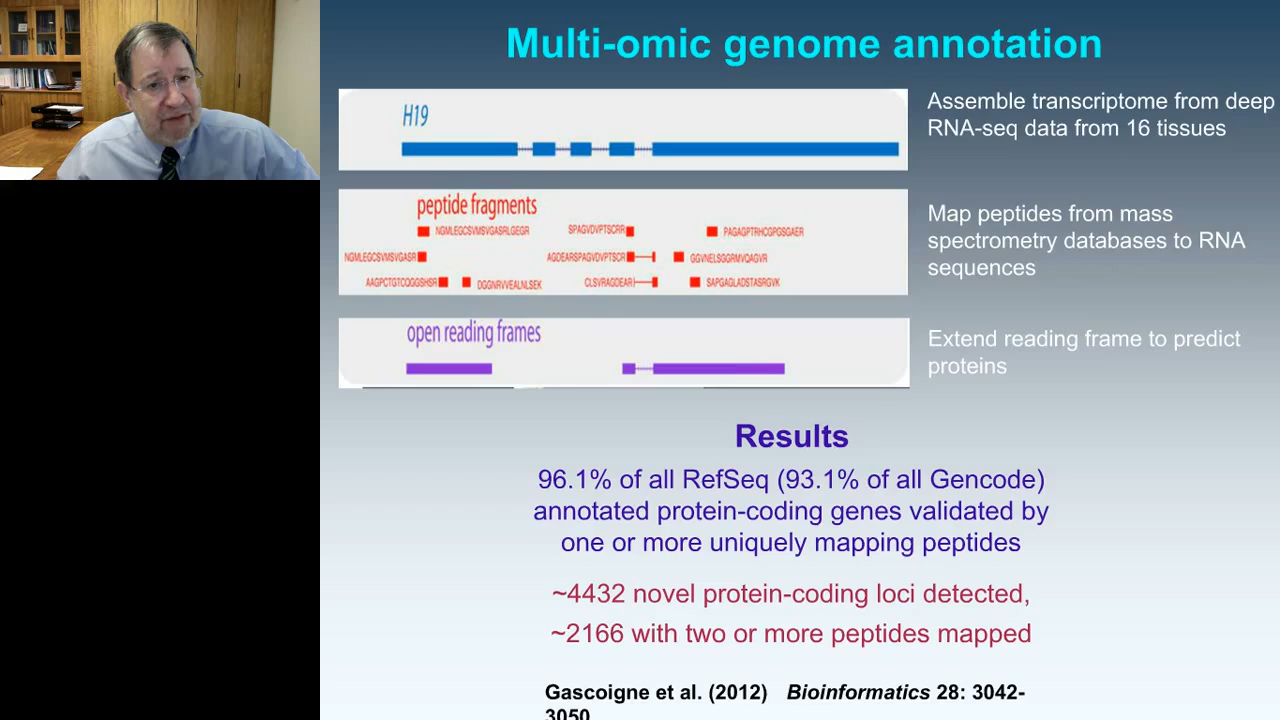 Multi-omic genome annotation
H19
Assemble transcriptome from deep
RNA-seq data from 16 tissues
peptide fragments
NGMLEGCSVMSVGASRLGEGR
SPAGVDVPTSCRR
PAGAGPTRHCGPGSGAER
NGMLEGCSVMSVGASR
AGDEARSPAGVDVPTSCR
GGVNELSGGRMVQAGVR
AAGPCTGTCQGGSHSR
DGGNRVVEALNLSEK
CLSVRAGDEAR
SAPGAGLADSTASRGVK
Map peptides from mass
spectrometry databases to RNA
sequences
open reading frames
Extend reading frame to predict
proteins
Results
96.1% of all RefSeq (93.1% of all Gencode)
annotated protein-coding genes validated by
one or more uniquely mapping peptides
~4432 novel protein-coding loci detected,
~2166 with two or more peptides mapped
Gascoigne et al. (2012) Bioinformatics 28: 3042-
3050